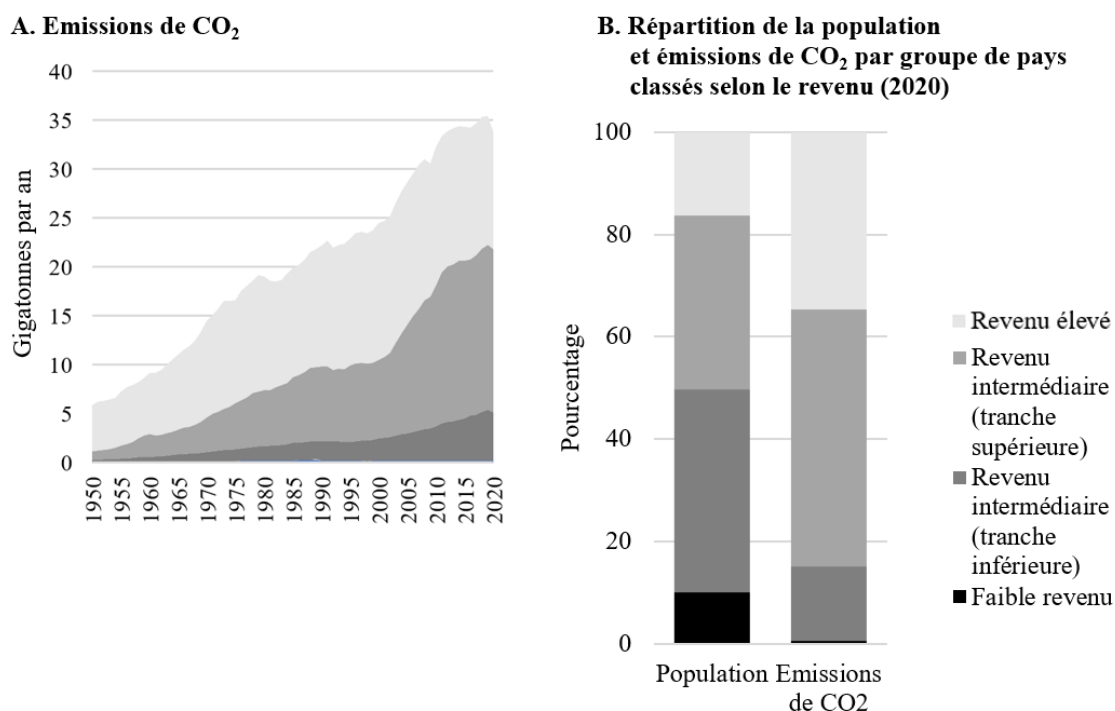 A. Emissions de CO₂
40
35
30
25
20
15
10
5
0
Gigatonnes par an
1950
1955
1960
1965
1970
1975
1980
1985
1990
1995
2000
2005
2010
2015
2020
B. Répartition de la population
et émissions de CO₂ par groupe de pays
classés selon le revenu (2020)
100
80
60
40
20
0
Pourcentage
Population
Emissions
de CO2
Revenu élevé
Revenu
intermédiaire
(tranche
supérieure)
Revenu
intermédiaire
(tranche
inférieure)
Faible revenu